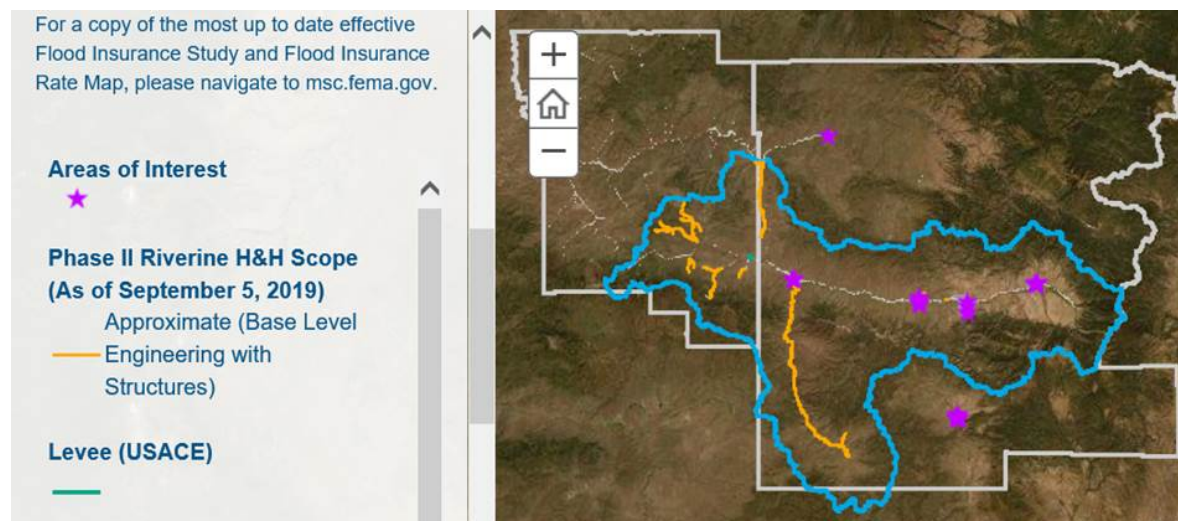 For a copy of the most up to date effective
Flood Insurance Study and Flood Insurance
Rate Map, please navigate to msc.fema.gov.
Areas of Interest
Phase II Riverine H&H Scope
(As of September 5, 2019)
Approximate (Base Level
Engineering with
Structures)
Levee (USACE)